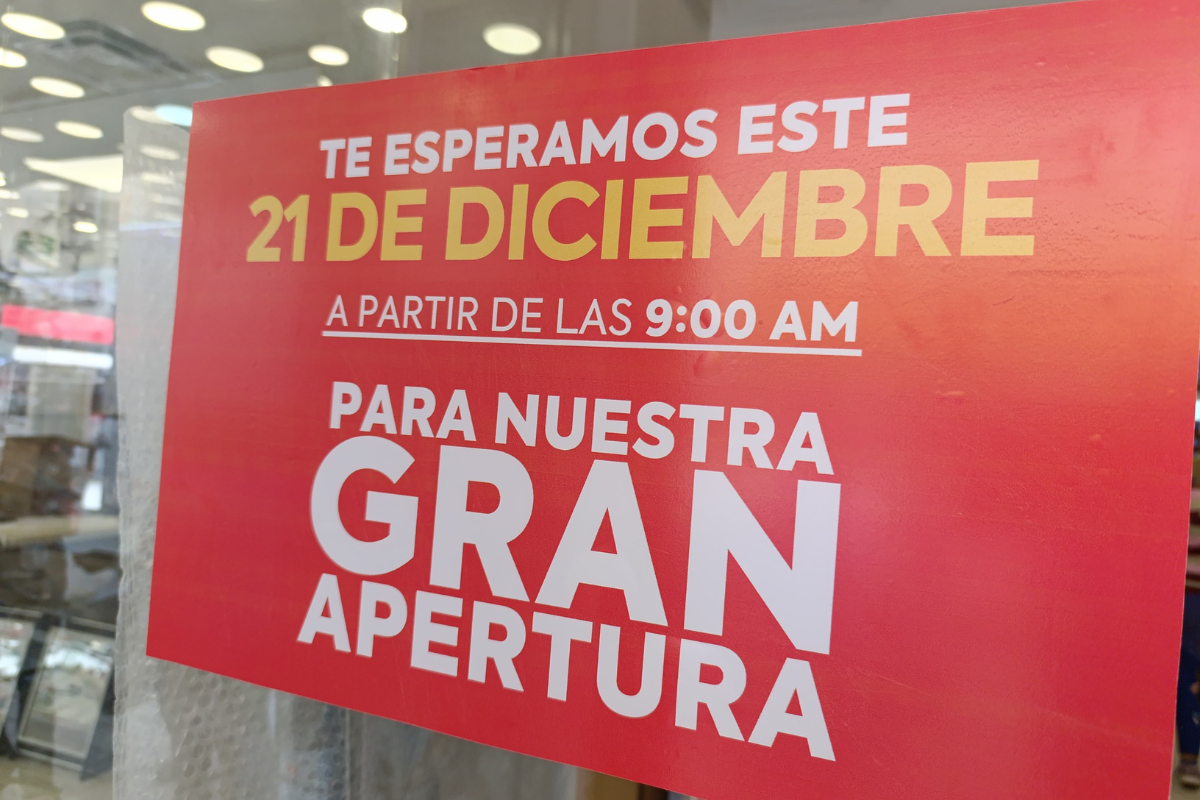 TE ESPERAMOS ESTE
21 DE DICIEMBRE
A PARTIR DE LAS 9:00 AM
PARA NUESTRA
GRAN
APERTURA